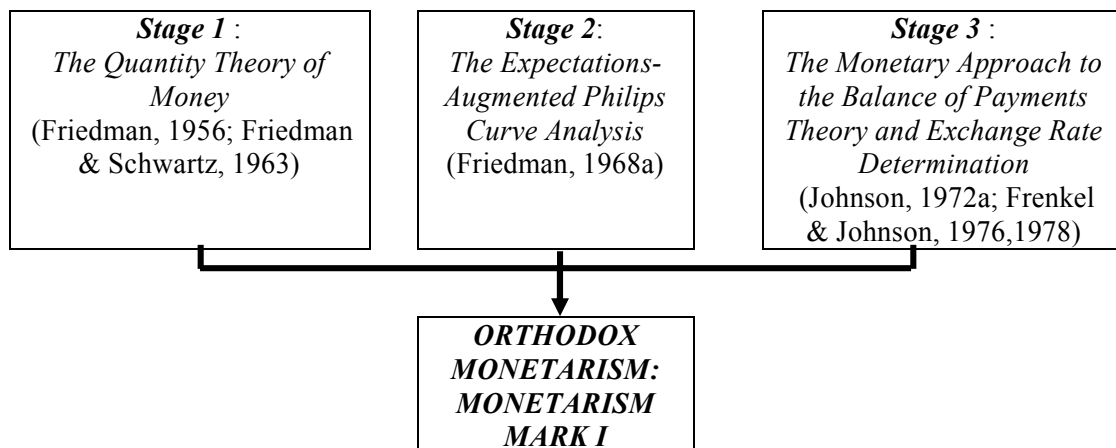 Stage 1 :
The Quantity Theory of
Money
(Friedman, 1956; Friedman
& Schwartz, 1963)
Stage 2:
The Expectations-
Augmented Philips
Curve Analysis
(Friedman, 1968a)
Stage 3 :
The Monetary Approach to
the Balance of Payments
Theory and Exchange Rate
Determination
(Johnson, 1972a; Frenkel
& Johnson, 1976,1978)
ORTHODOX
MONETARISM:
MONETARISM
MARK I